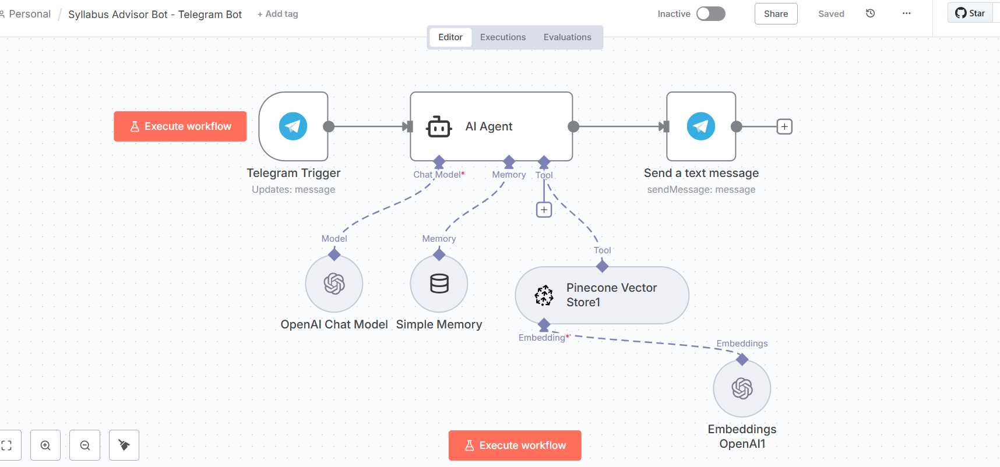 Personal / Syllabus Advisor Bot - Telegram Bot + Add tag
Inactive Share Saved ... Star
Editor Executions Evaluations
Execute workflow
AI Agent
Telegram Trigger
Updates: message
Chat Model* Memory Tool
Send a text message
sendMessage: message
+
+
Model Memory Tool
Pinecone Vector
Store1
OpenAI Chat Model Simple Memory
Embedding*
Embeddings
Embeddings
OpenAI1
Execute workflow